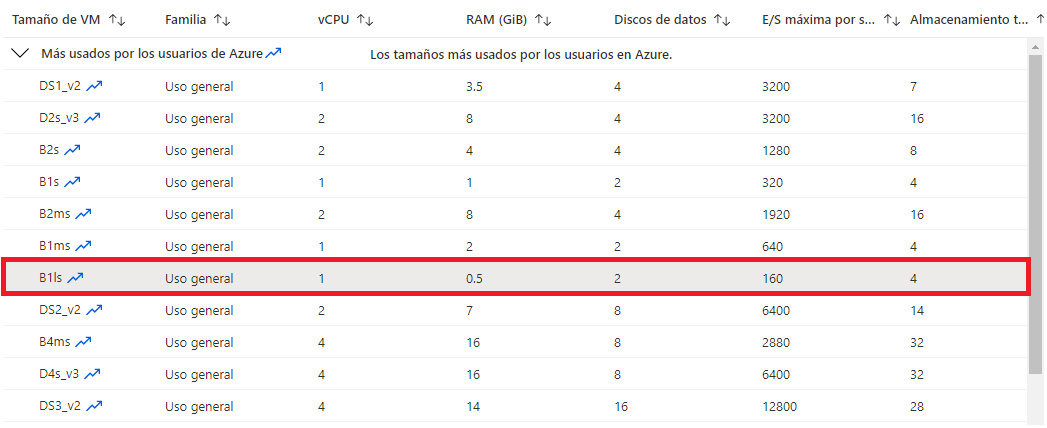 Tamaño de VM Familia vCPU RAM (GiB) Discos de datos E/S máxima por s... Almacenamiento t...
Más usados por los usuarios de Azure Los tamaños más usados por los usuarios en Azure.
DS1_v2 Uso general 1 3.5 4 3200 7
D2s_v3 Uso general 2 8 4 3200 16
B2s Uso general 2 4 4 1280 8
B1s Uso general 1 1 2 320 4
B2ms Uso general 2 8 4 1920 16
B1ms Uso general 1 2 2 640 4
B1ls Uso general 1 0.5 2 160 4
DS2_v2 Uso general 2 7 8 6400 14
B4ms Uso general 4 16 8 2880 32
D4s_v3 Uso general 4 16 8 6400 32
DS3_v2 Uso general 4 14 16 12800 28